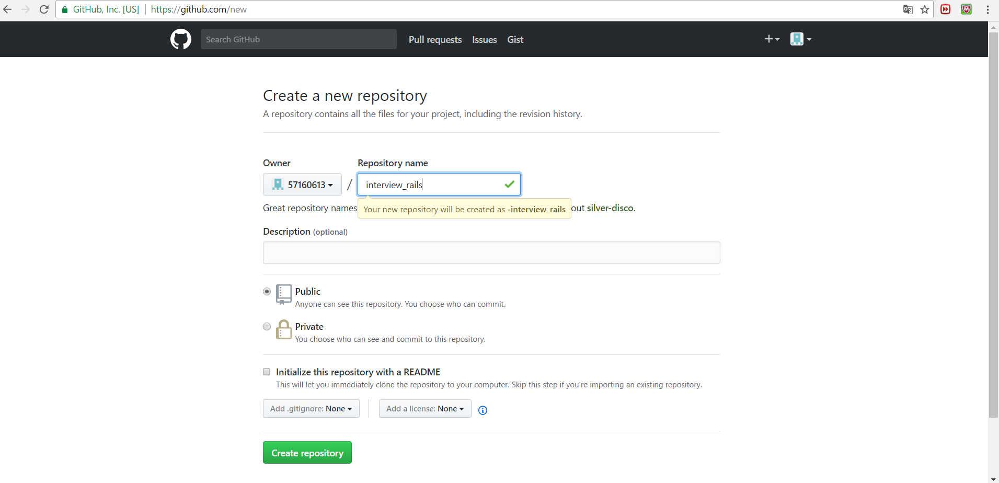 GitHub, Inc. [US] https://github.com/new
Search GitHub Pull requests Issues Gist
Create a new repository
A repository contains all the files for your project, including the revision history.
Owner Repository name
57160613 / interview_rails
Great repository names out silver-disco.
Your new repository will be created as -interview_rails
Description (optional)
Public
Anyone can see this repository. You choose who can commit.
Private
You choose who can see and commit to this repository.
Initialize this repository with a README
This will let you immediately clone the repository to your computer. Skip this step if you’re importing an existing repository.
Add .gitignore: None Add a license: None
Create repository